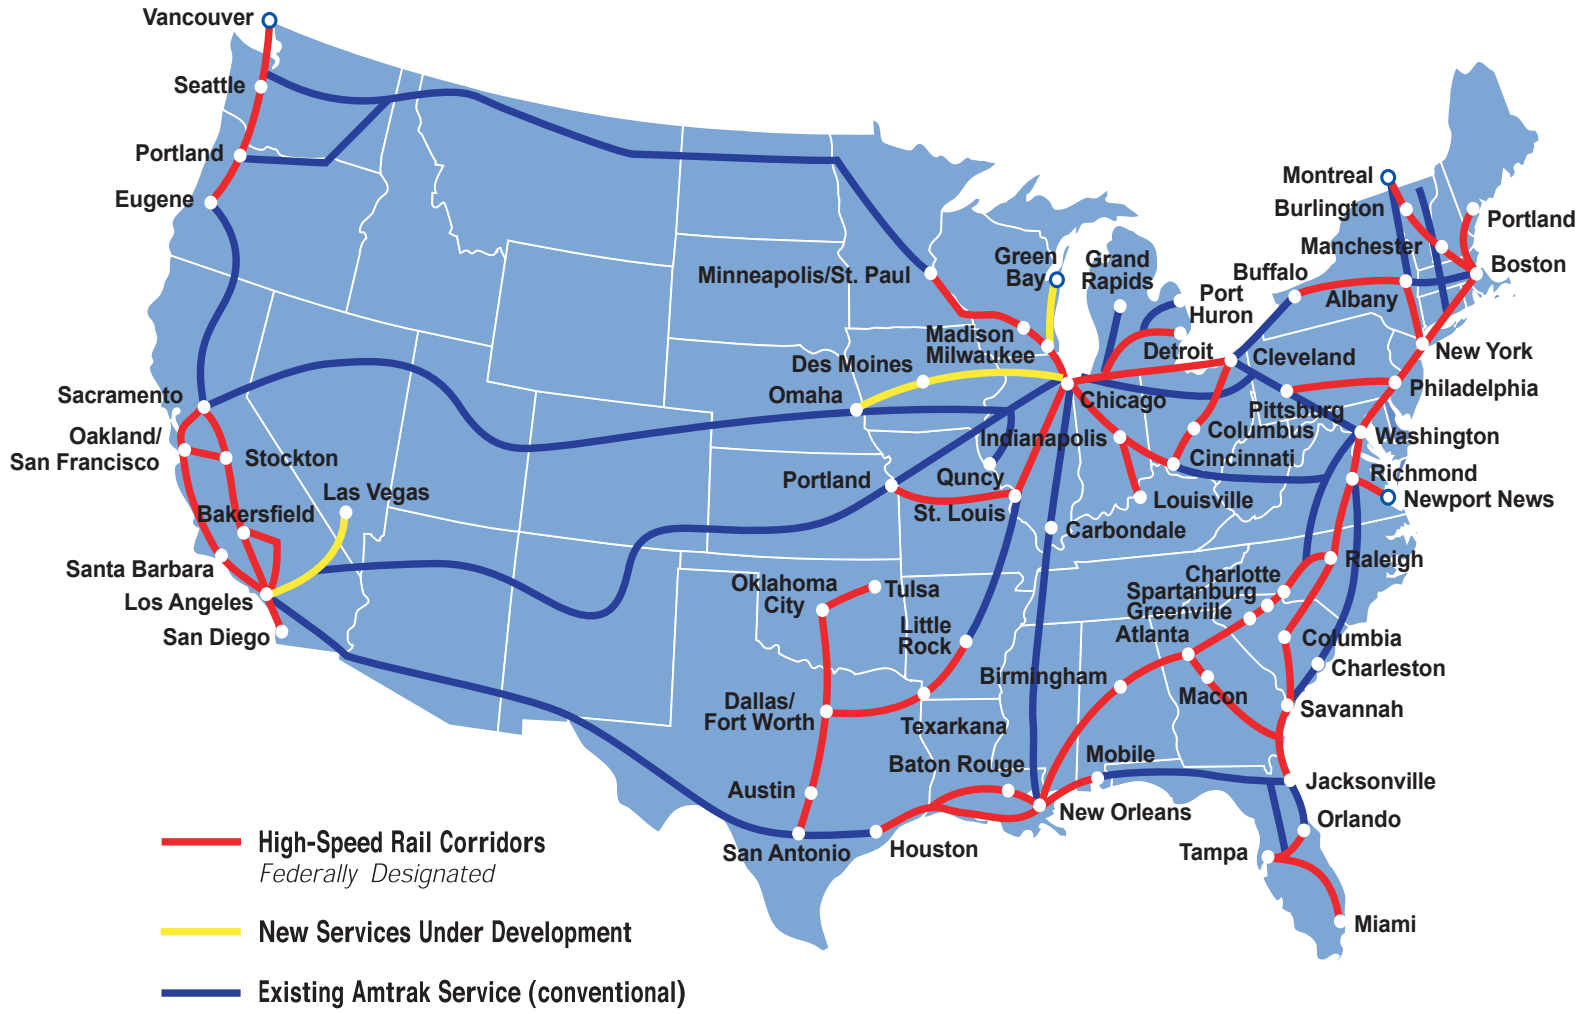 Vancouver
Seattle
Portland
Eugene
Sacramento
Oakland/
San Francisco
Stockton
Las Vegas
Bakersfield
Santa Barbara
Los Angeles
San Diego
Minneapolis/St. Paul
Green
Bay
Grand
Rapids
Port
Huron
Madison
Milwaukee
Detroit
Des Moines
Omaha
Chicago
Indianapolis
Quncy
Portland
St. Louis
Carbondale
Louisville
Cincinnati
Columbus
Cleveland
Pittsburg
Buffalo
Albany
Montreal
Burlington
Manchester
Portland
Boston
New York
Philadelphia
Washington
Richmond
Newport News
Raleigh
Charlotte
Spartanburg
Greenville
Atlanta
Columbia
Charleston
Macon
Savannah
Birmingham
Oklahoma
City
Tulsa
Little
Rock
Dallas/
Fort Worth
Texarkana
Baton Rouge
Mobile
New Orleans
Austin
San Antonio
Houston
Jacksonville
Orlando
Tampa
Miami
High-Speed Rail Corridors
Federally Designated
New Services Under Development
Existing Amtrak Service (conventional)